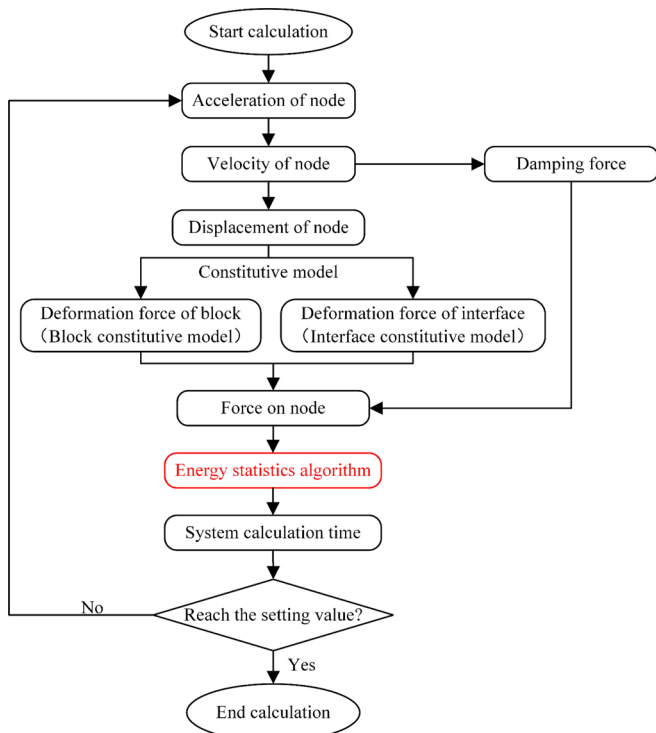 Start calculation
Acceleration of node
Velocity of node
Damping force
Displacement of node
Constitutive model
Deformation force of block
（Block constitutive model）
Deformation force of interface
（Interface constitutive model）
Force on node
Energy statistics algorithm
System calculation time
No
Reach the setting value?
Yes
End calculation